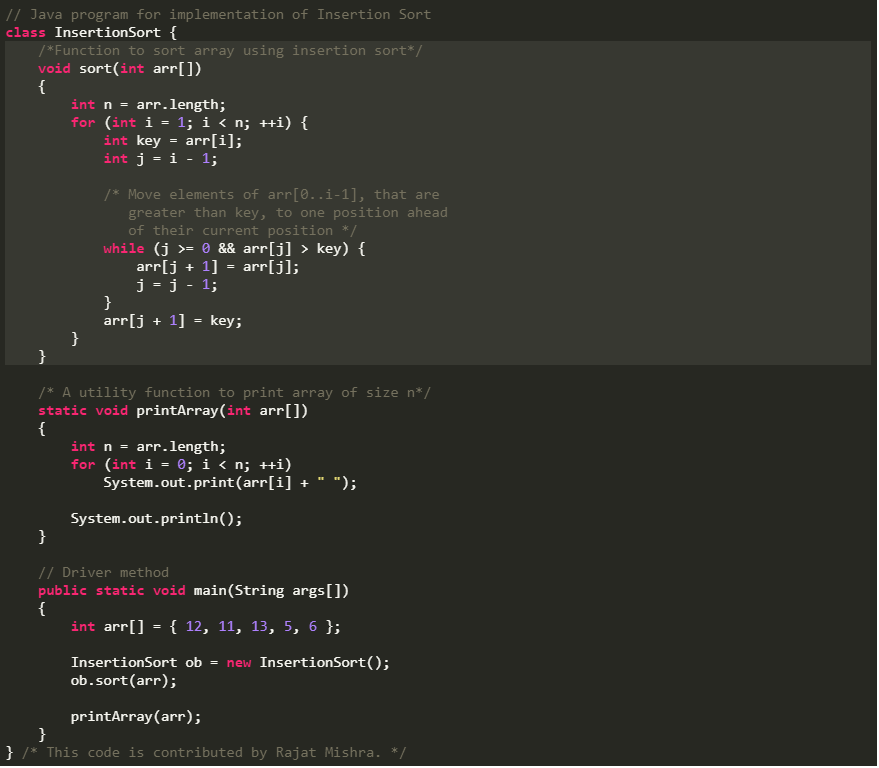 // Java program for implementation of Insertion Sort
class InsertionSort {
    /*Function to sort array using insertion sort*/
    void sort(int arr[])
    {
        int n = arr.length;
        for (int i = 1; i < n; ++i) {
            int key = arr[i];
            int j = i - 1;

            /* Move elements of arr[0..i-1], that are
               greater than key, to one position ahead
               of their current position */
            while (j >= 0 && arr[j] > key) {
                arr[j + 1] = arr[j];
                j = j - 1;
            }
            arr[j + 1] = key;
        }
    }

    /* A utility function to print array of size n*/
    static void printArray(int arr[])
    {
        int n = arr.length;
        for (int i = 0; i < n; ++i)
            System.out.print(arr[i] + " ");

        System.out.println();
    }

    // Driver method
    public static void main(String args[])
    {
        int arr[] = { 12, 11, 13, 5, 6 };

        InsertionSort ob = new InsertionSort();
        ob.sort(arr);

        printArray(arr);
    }
} /* This code is contributed by Rajat Mishra. */